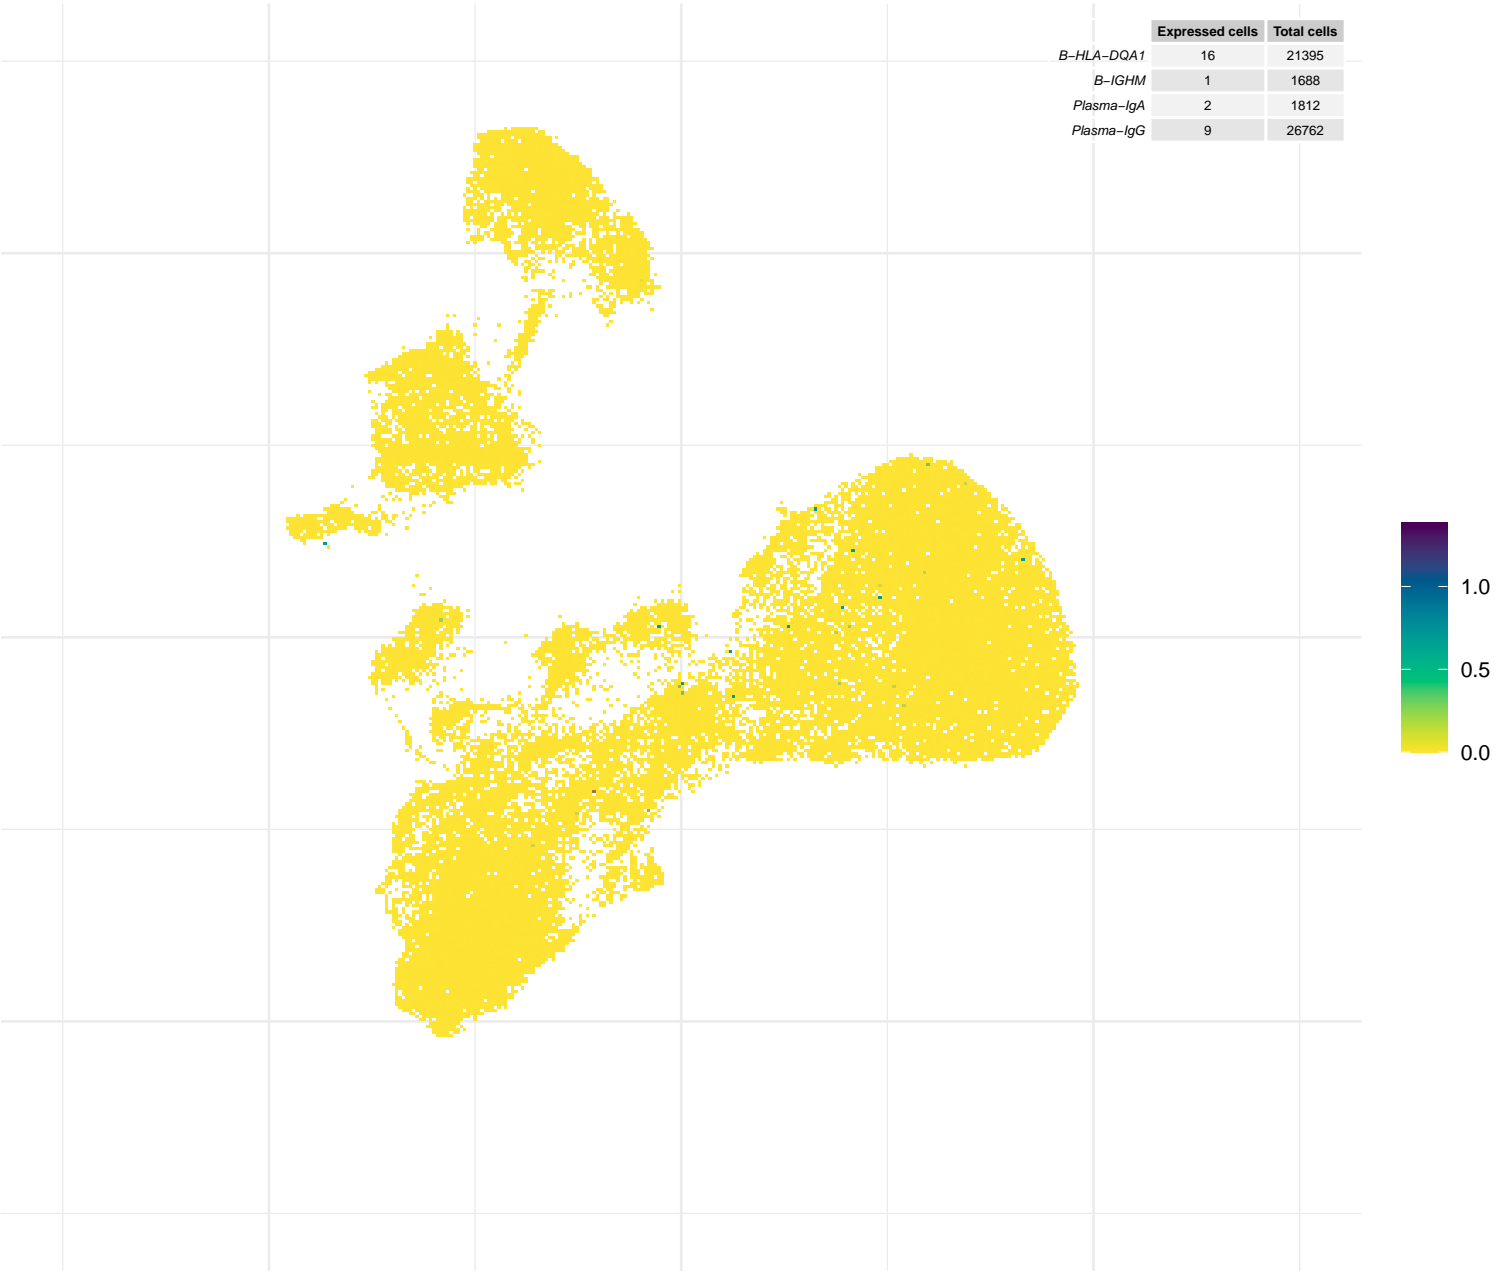 Expressed cells Total cells
B−HLA−DQA1 16 21395
B−IGHM 1 1688
Plasma−IgA 2 1812
Plasma−IgG 9 26762
1.0
0.5
0.0